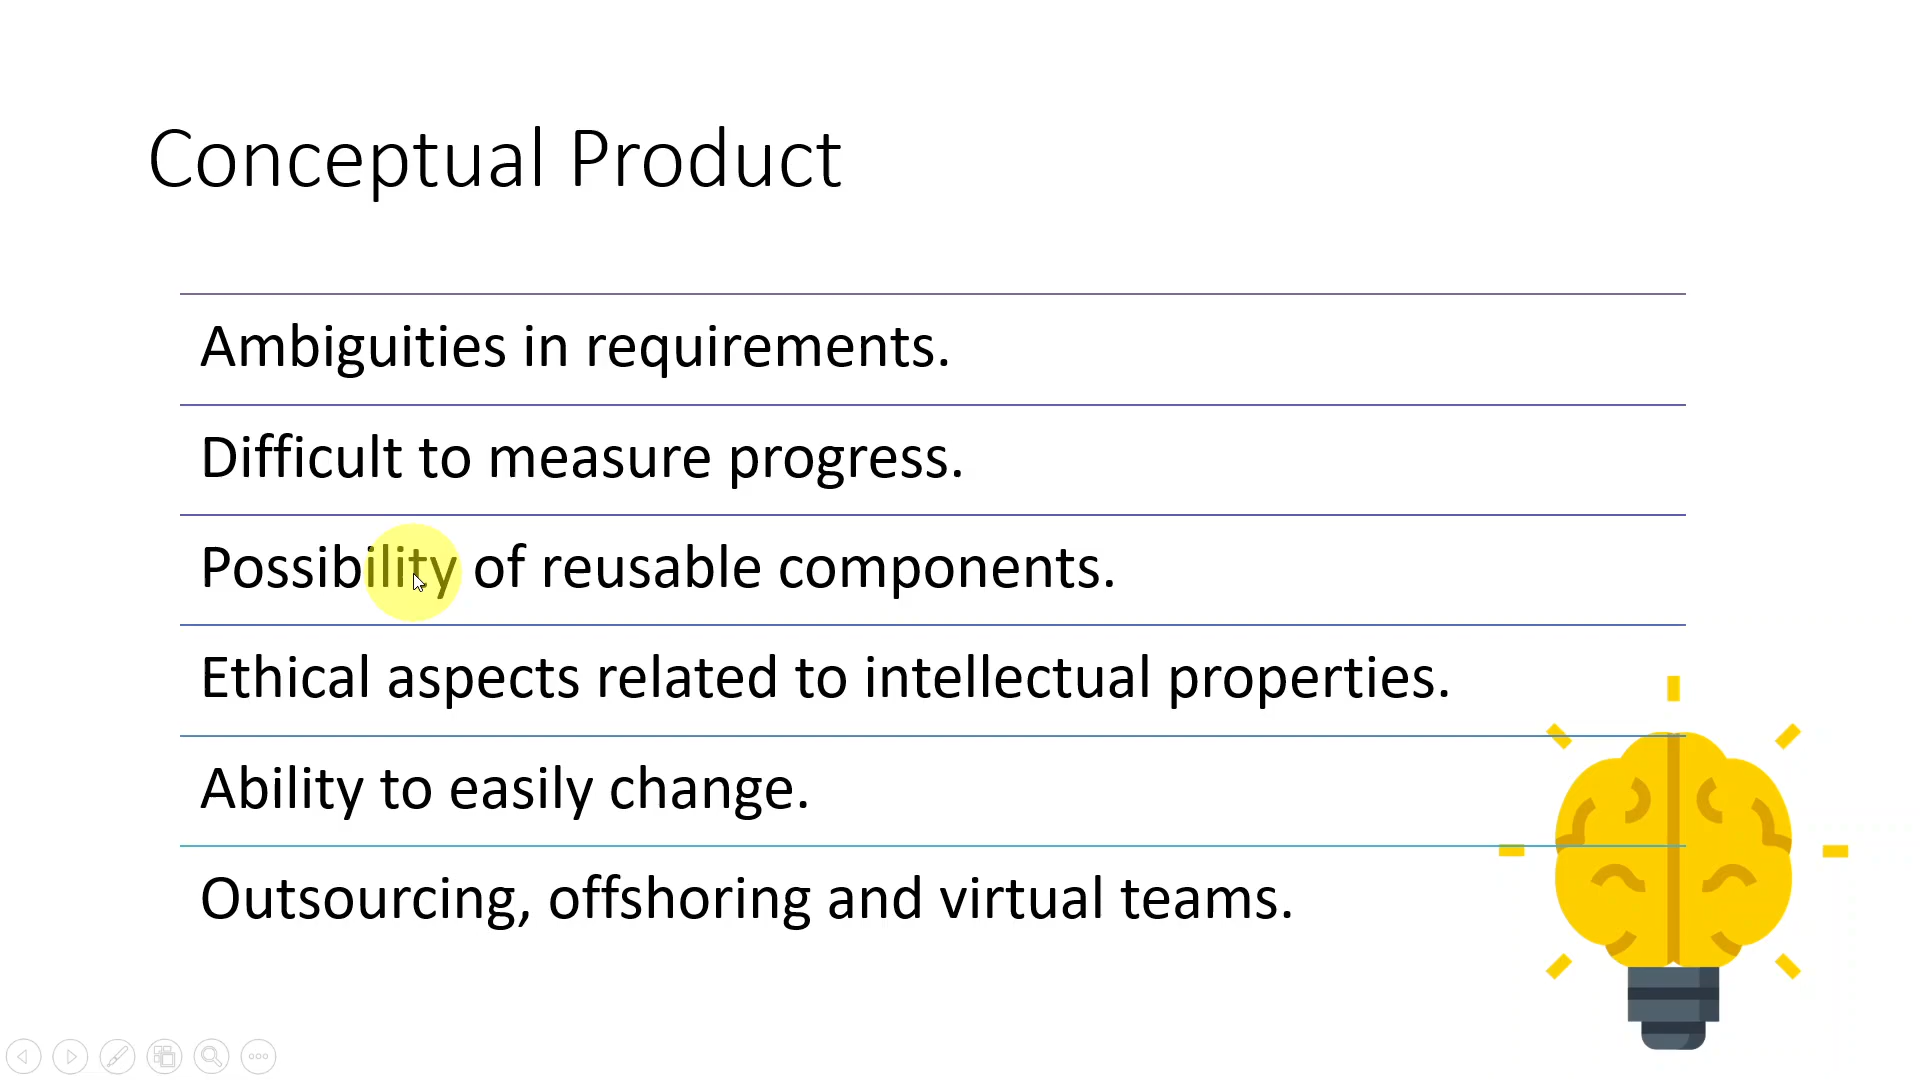 Conceptual Product
Ambiguities in requirements.
Difficult to measure progress.
Possibility of reusable components.
Ethical aspects related to intellectual properties.
Ability to easily change.
Outsourcing, offshoring and virtual teams.